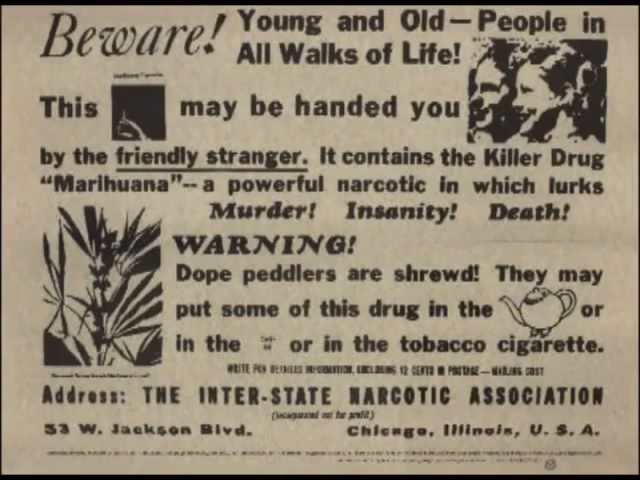 Beware! Young and Old—People in
All Walks of Life!
This may be handed you
by the friendly stranger. It contains the Killer Drug
"Marihuana"--a powerful narcotic in which lurks
Murder! Insanity! Death!
WARNING!
Dope peddlers are shrewd! They may
put some of this drug in the or
in the or in the tobacco cigarette.
WRITE FOR DETAILED INFORMATION, ENCLOSING 12 CENTS IN POSTAGE—MAILING COST
Address: THE INTER-STATE NARCOTIC ASSOCIATION
(Incorporated not for profit)
53 W. Jackson Blvd. Chicago, Illinois, U. S. A.